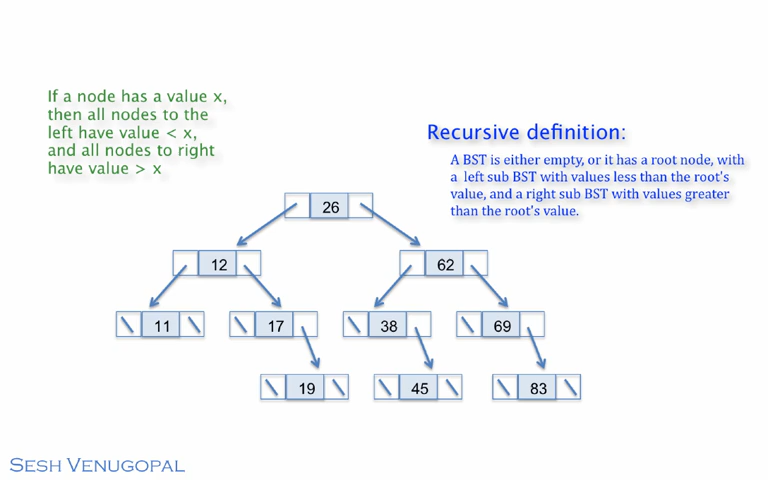 If a node has a value x,
then all nodes to the
left have value < x,
and all nodes to right
have value > x
Recursive definition:
A BST is either empty, or it has a root node, with
a left sub BST with values less than the root's
value, and a right sub BST with values greater
than the root's value.
26
12
62
11
17
38
69
19
45
83
SESH VENUGOPAL